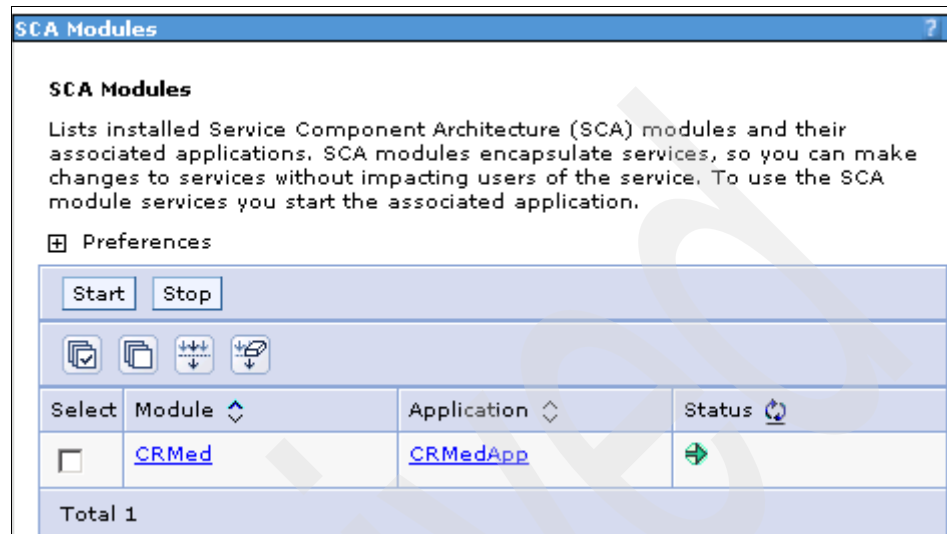 SCA Modules ?
SCA Modules
Lists installed Service Component Architecture (SCA) modules and their
associated applications. SCA modules encapsulate services, so you can make
changes to services without impacting users of the service. To use the SCA
module services you start the associated application.
Preferences
Start Stop
Select Module Application Status
CRMed CRMedApp
Total 1